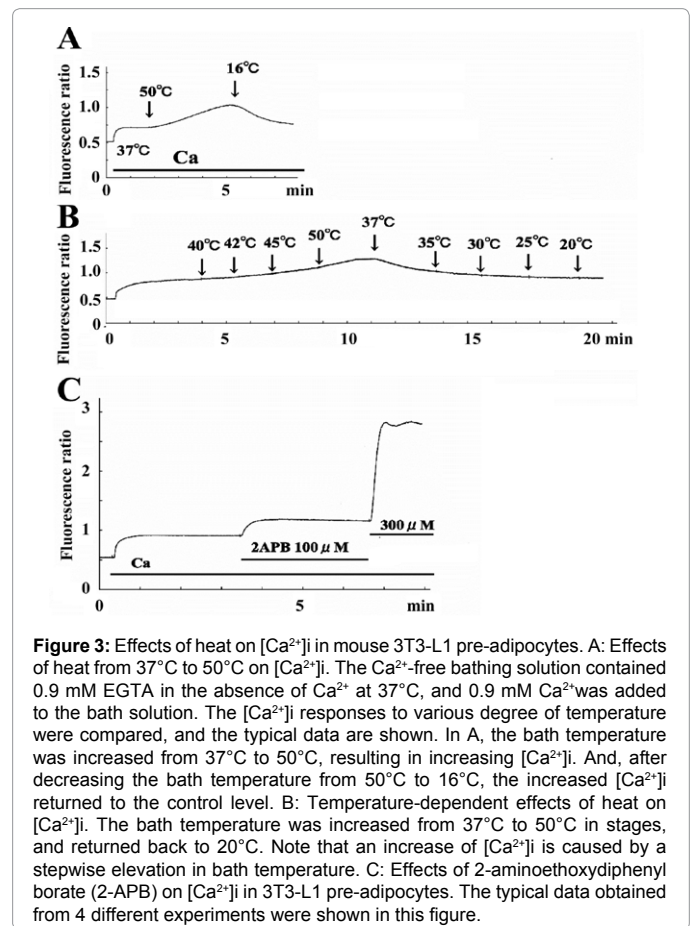 A
Fluorescence ratio
1.5
1.0
0.5
0
50℃
16℃
37℃
Ca
0 5 min
B
Fluorescence ratio
1.5
1.0
0.5
0
40℃ 42℃ 45℃ 50℃ 37℃ 35℃ 30℃ 25℃ 20℃
0 5 10 15 20 min
C
Fluorescence ratio
3
2
1
0
Ca
2APB 100 μ M
300 μ M
0 5 min
Figure 3: Effects of heat on [Ca²⁺]i in mouse 3T3-L1 pre-adipocytes. A: Effects
of heat from 37°C to 50°C on [Ca²⁺]i. The Ca²⁺-free bathing solution contained
0.9 mM EGTA in the absence of Ca²⁺ at 37°C, and 0.9 mM Ca²⁺was added
to the bath solution. The [Ca²⁺]i responses to various degree of temperature
were compared, and the typical data are shown. In A, the bath temperature
was increased from 37°C to 50°C, resulting in increasing [Ca²⁺]i. And, after
decreasing the bath temperature from 50°C to 16°C, the increased [Ca²⁺]i
returned to the control level. B: Temperature-dependent effects of heat on
[Ca²⁺]i. The bath temperature was increased from 37°C to 50°C in stages,
and returned back to 20°C. Note that an increase of [Ca²⁺]i is caused by a
stepwise elevation in bath temperature. C: Effects of 2-aminoethoxydiphenyl
borate (2-APB) on [Ca²⁺]i in 3T3-L1 pre-adipocytes. The typical data obtained
from 4 different experiments were shown in this figure.